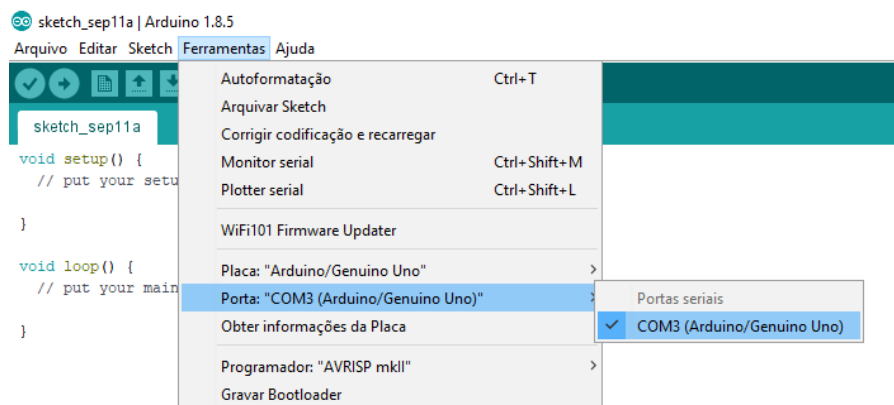 sketch_sep11a | Arduino 1.8.5
Arquivo Editar Sketch Ferramentas Ajuda
sketch_sep11a
void setup() {
// put your setu
}
void loop() {
// put your main
}
Autoformatação Ctrl+T
Arquivar Sketch
Corrigir codificação e recarregar
Monitor serial Ctrl+Shift+M
Plotter serial Ctrl+Shift+L
WiFi101 Firmware Updater
Placa: "Arduino/Genuino Uno"
Porta: "COM3 (Arduino/Genuino Uno)"
Obter informações da Placa
Programador: "AVRISP mkII"
Gravar Bootloader
Portas seriais
COM3 (Arduino/Genuino Uno)